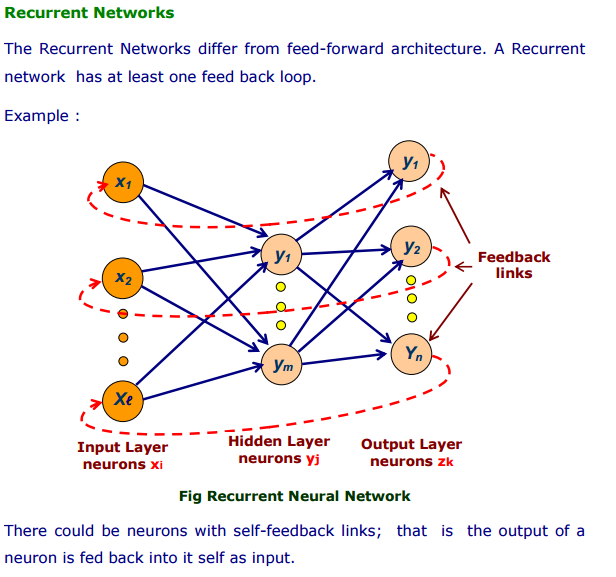 Recurrent Networks
The Recurrent Networks differ from feed-forward architecture. A Recurrent
network has at least one feed back loop.
Example :
x1
x2
Xℓ
y1
ym
y1
y2
Yn
Feedback
links
Input Layer
neurons xi
Hidden Layer
neurons yj
Output Layer
neurons zk
Fig Recurrent Neural Network
There could be neurons with self-feedback links; that is the output of a
neuron is fed back into it self as input.